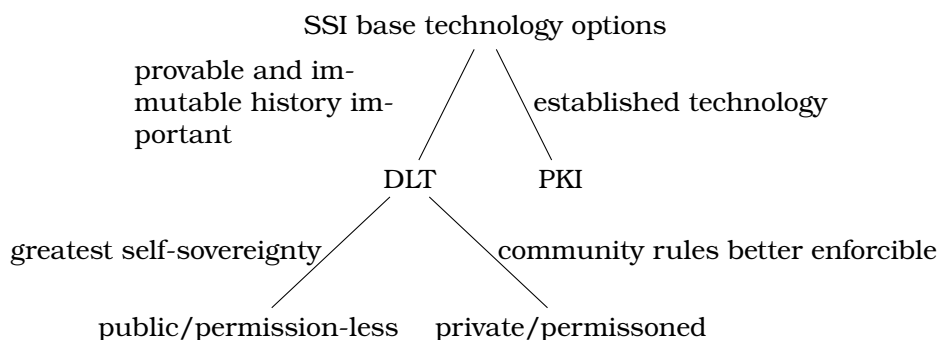 SSI base technology options
provable and im-
mutable history im-
portant
established technology
DLT
PKI
greatest self-sovereignty
community rules better enforcible
public/permission-less
private/permissoned